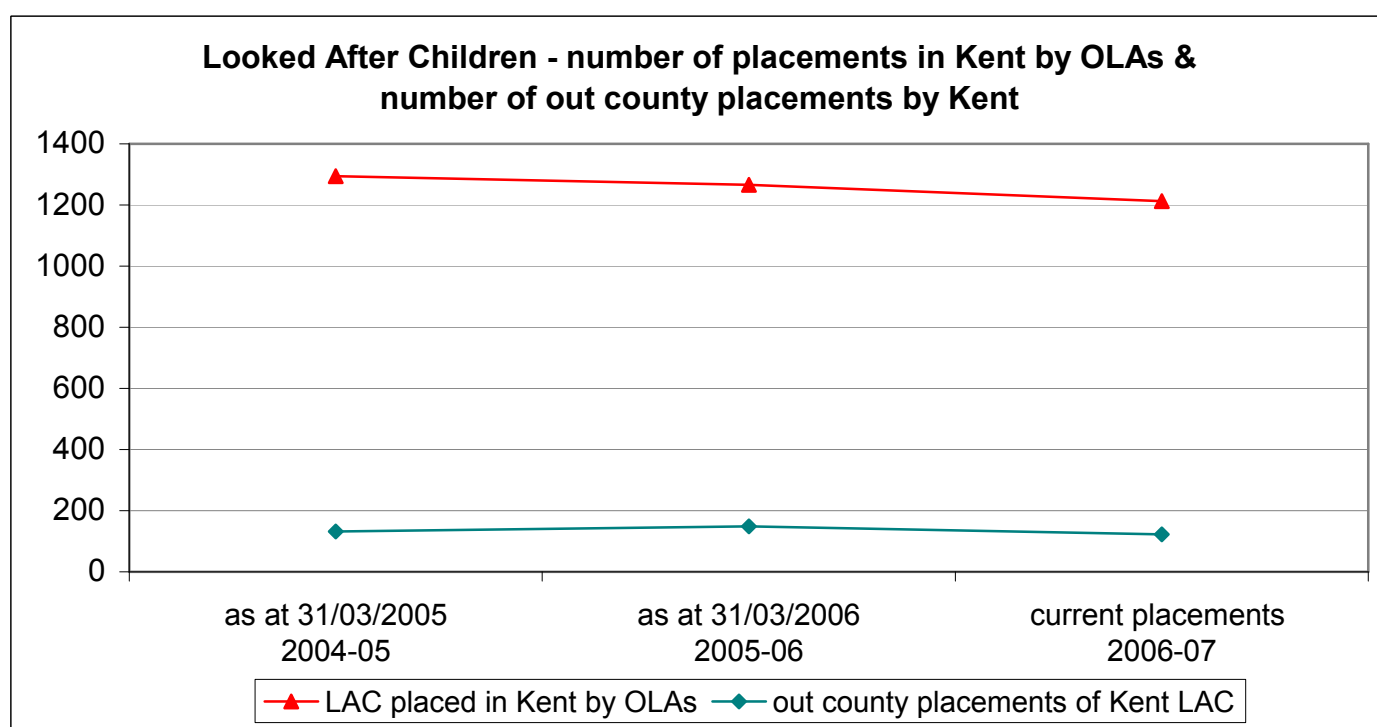 Looked After Children - number of placements in Kent by OLAs &
number of out county placements by Kent
1400
1200
1000
800
600
400
200
0
as at 31/03/2005
2004-05
as at 31/03/2006
2005-06
current placements
2006-07
LAC placed in Kent by OLAs
out county placements of Kent LAC